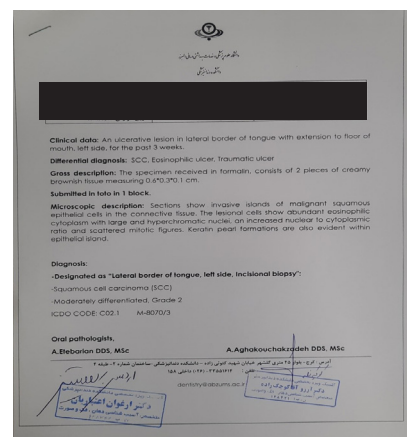 Clinical data: An ulcerative lesion in lateral border of tongue with extension to floor of
mouth, left side, for the past 3 weeks.
Differential diagnosis: SCC, Eosinophilic ulcer, Traumatic ulcer
Gross description: The specimen received in formalin, consists of 2 pieces of creamy
brownish tissue measuring 0.6*0.3*0.1 cm.
Submitted in toto in 1 block.
Microscopic description: Sections show invasive islands of malignant squamous
epithelial cells in the connective tissue. The lesional cells show abundant eosinophilic
cytoplasm with large and hyperchromatic nuclei, an increased nuclear to cytoplasmic
ratio and scattered mitotic figures. Keratin pearl formations are also evident within
epithelial island.
Diagnosis:
-Designated as "Lateral border of tongue, left side, Incisional biopsy":
-Squamous cell carcinoma (SCC)
-Moderately differentiated, Grade 2
ICDO CODE: C02.1 M-8070/3
Oral pathologists,
A.Etebarian DDS, MSc A.Aghakouchakzadeh DDS, MSc
dentistry@abzums.ac.ir
دکتر ارغوان اعتباریان